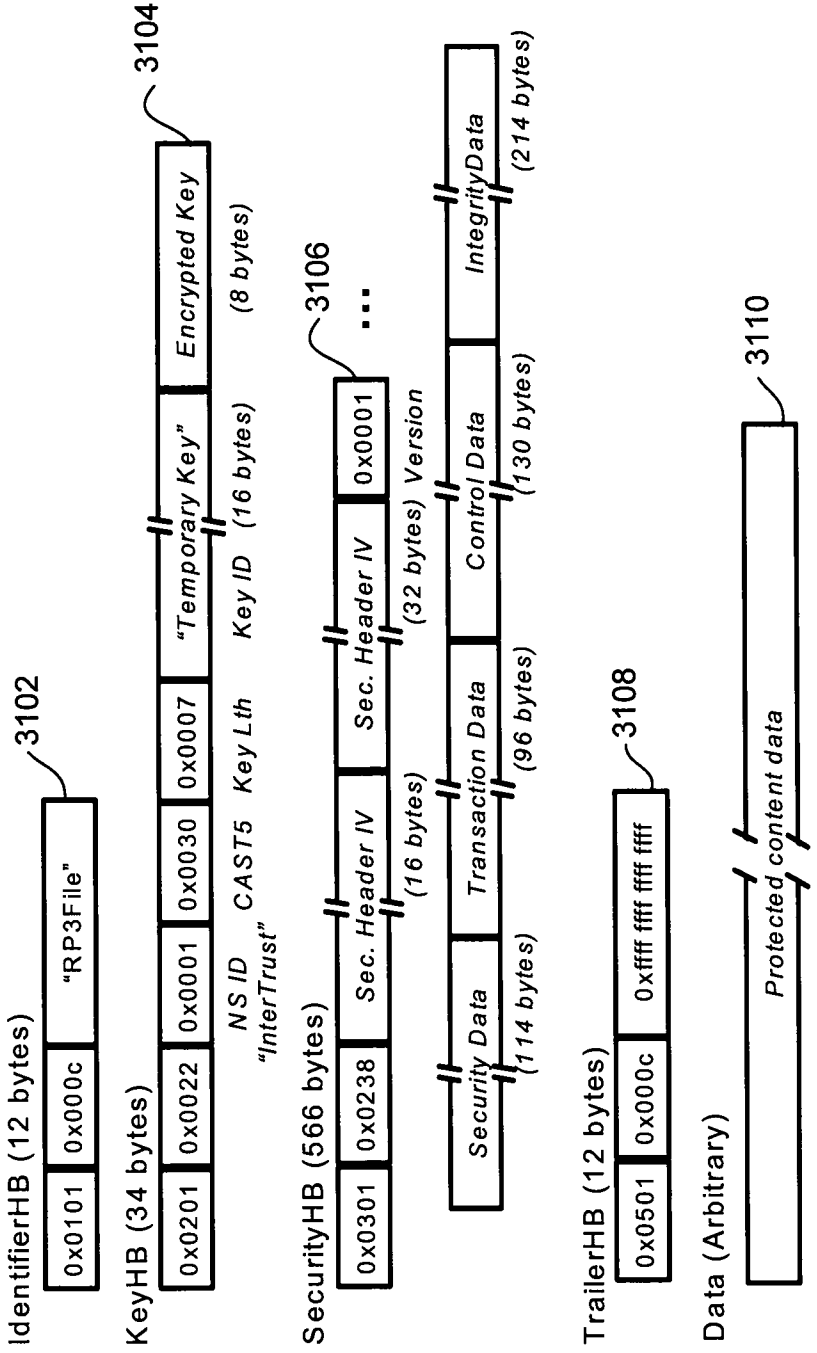 IdentifierHB (12 bytes)
0x0101 0x000c "RP3File"
3102
KeyHB (34 bytes)
0x0201 0x0022 0x0001 0x0030 0x0007 "Temporary Key" Encrypted Key
3104
NS ID CAST5 Key Lth Key ID (16 bytes) (8 bytes)
"InterTrust"
SecurityHB (566 bytes)
0x0301 0x0238 Sec. Header IV Sec. Header IV 0x0001 ...
3106
(16 bytes) (32 bytes) Version
Security Data Transaction Data Control Data IntegrityData
(114 bytes) (96 bytes) (130 bytes) (214 bytes)
TrailerHB (12 bytes)
0x0501 0x000c 0xffff ffff ffff ffff
3108
Data (Arbitrary)
Protected content data
3110